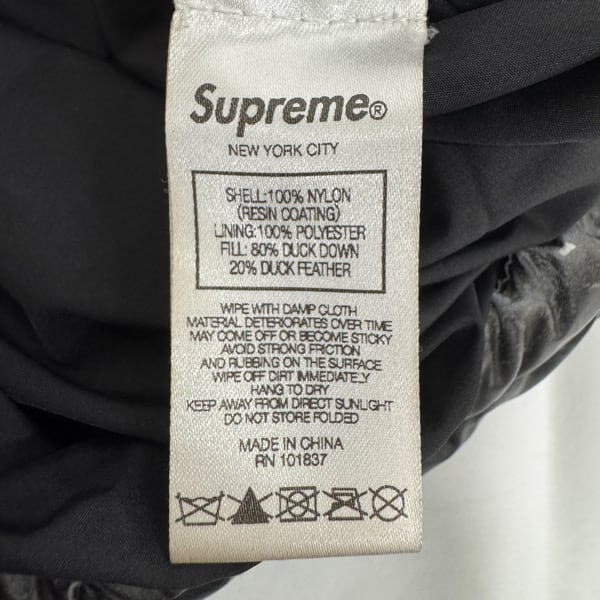 Supreme®
NEW YORK CITY
SHELL:100% NYLON
(RESIN COATING)
LINING:100% POLYESTER
FILL: 80% DUCK DOWN
20% DUCK FEATHER
WIPE WITH DAMP CLOTH
MATERIAL DETERIORATES OVER TIME
MAY COME OFF OR BECOME STICKY
AVOID STRONG FRICTION
AND RUBBING ON THE SURFACE
WIPE OFF DIRT IMMEDIATELY
HANG TO DRY
KEEP AWAY FROM DIRECT SUNLIGHT
DO NOT STORE FOLDED
MADE IN CHINA
RN 101837